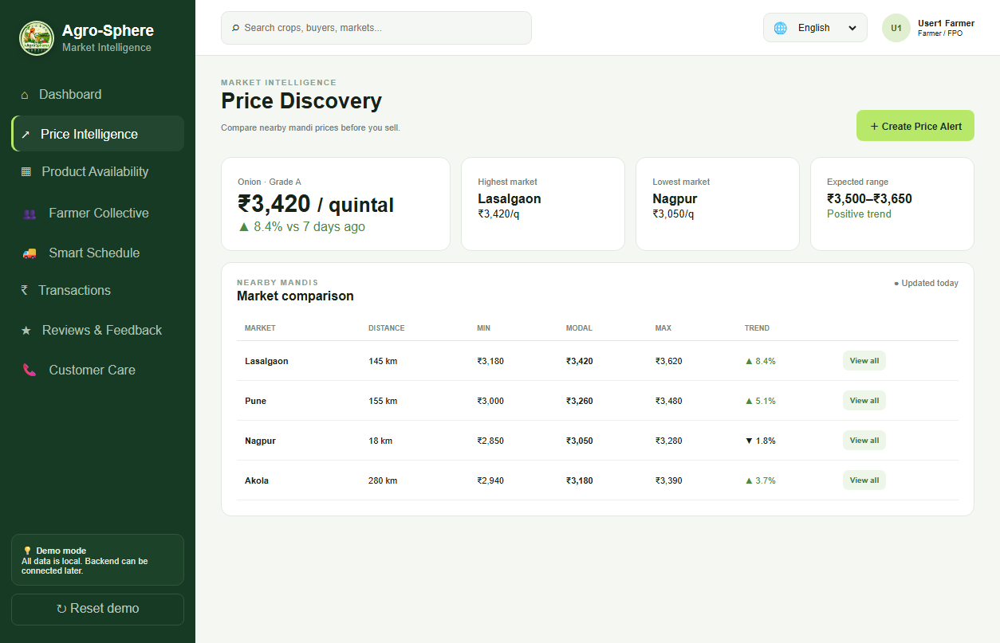 Agro-Sphere
Market Intelligence
Dashboard
Price Intelligence
Product Availability
Farmer Collective
Smart Schedule
₹ Transactions
★ Reviews & Feedback
Customer Care
💡 Demo mode
All data is local. Backend can be
connected later.
↻ Reset demo
Search crops, buyers, markets...
🌐 English
U1
User1 Farmer
Farmer / FPO
MARKET INTELLIGENCE
Price Discovery
Compare nearby mandi prices before you sell.
+ Create Price Alert
Onion · Grade A
₹3,420 / quintal
▲ 8.4% vs 7 days ago
Highest market
Lasalgaon
₹3,420/q
Lowest market
Nagpur
₹3,050/q
Expected range
₹3,500–₹3,650
Positive trend
NEARBY MANDIS
Market comparison
● Updated today
MARKET DISTANCE MIN MODAL MAX TREND
Lasalgaon 145 km ₹3,180 ₹3,420 ₹3,620 ▲ 8.4% View all
Pune 155 km ₹3,000 ₹3,260 ₹3,480 ▲ 5.1% View all
Nagpur 18 km ₹2,850 ₹3,050 ₹3,280 ▼ 1.8% View all
Akola 280 km ₹2,940 ₹3,180 ₹3,390 ▲ 3.7% View all